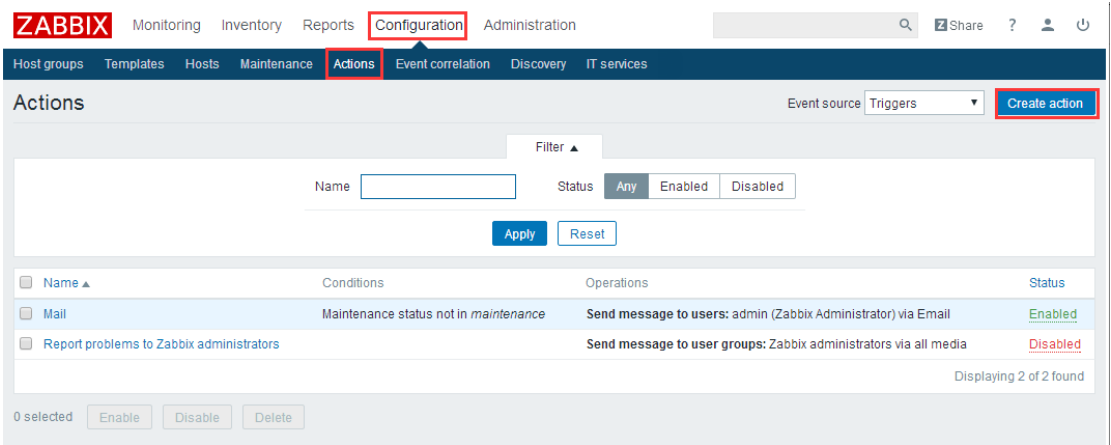 ZABBIX Monitoring Inventory Reports Configuration Administration Z Share ?
Host groups Templates Hosts Maintenance Actions Event correlation Discovery IT services
Actions Event source Triggers ▼ Create action
Filter ▲
Name Status Any Enabled Disabled
Apply Reset
Name ▲ Conditions Operations Status
Mail Maintenance status not in maintenance Send message to users: admin (Zabbix Administrator) via Email Enabled
Report problems to Zabbix administrators Send message to user groups: Zabbix administrators via all media Disabled
Displaying 2 of 2 found
0 selected Enable Disable Delete